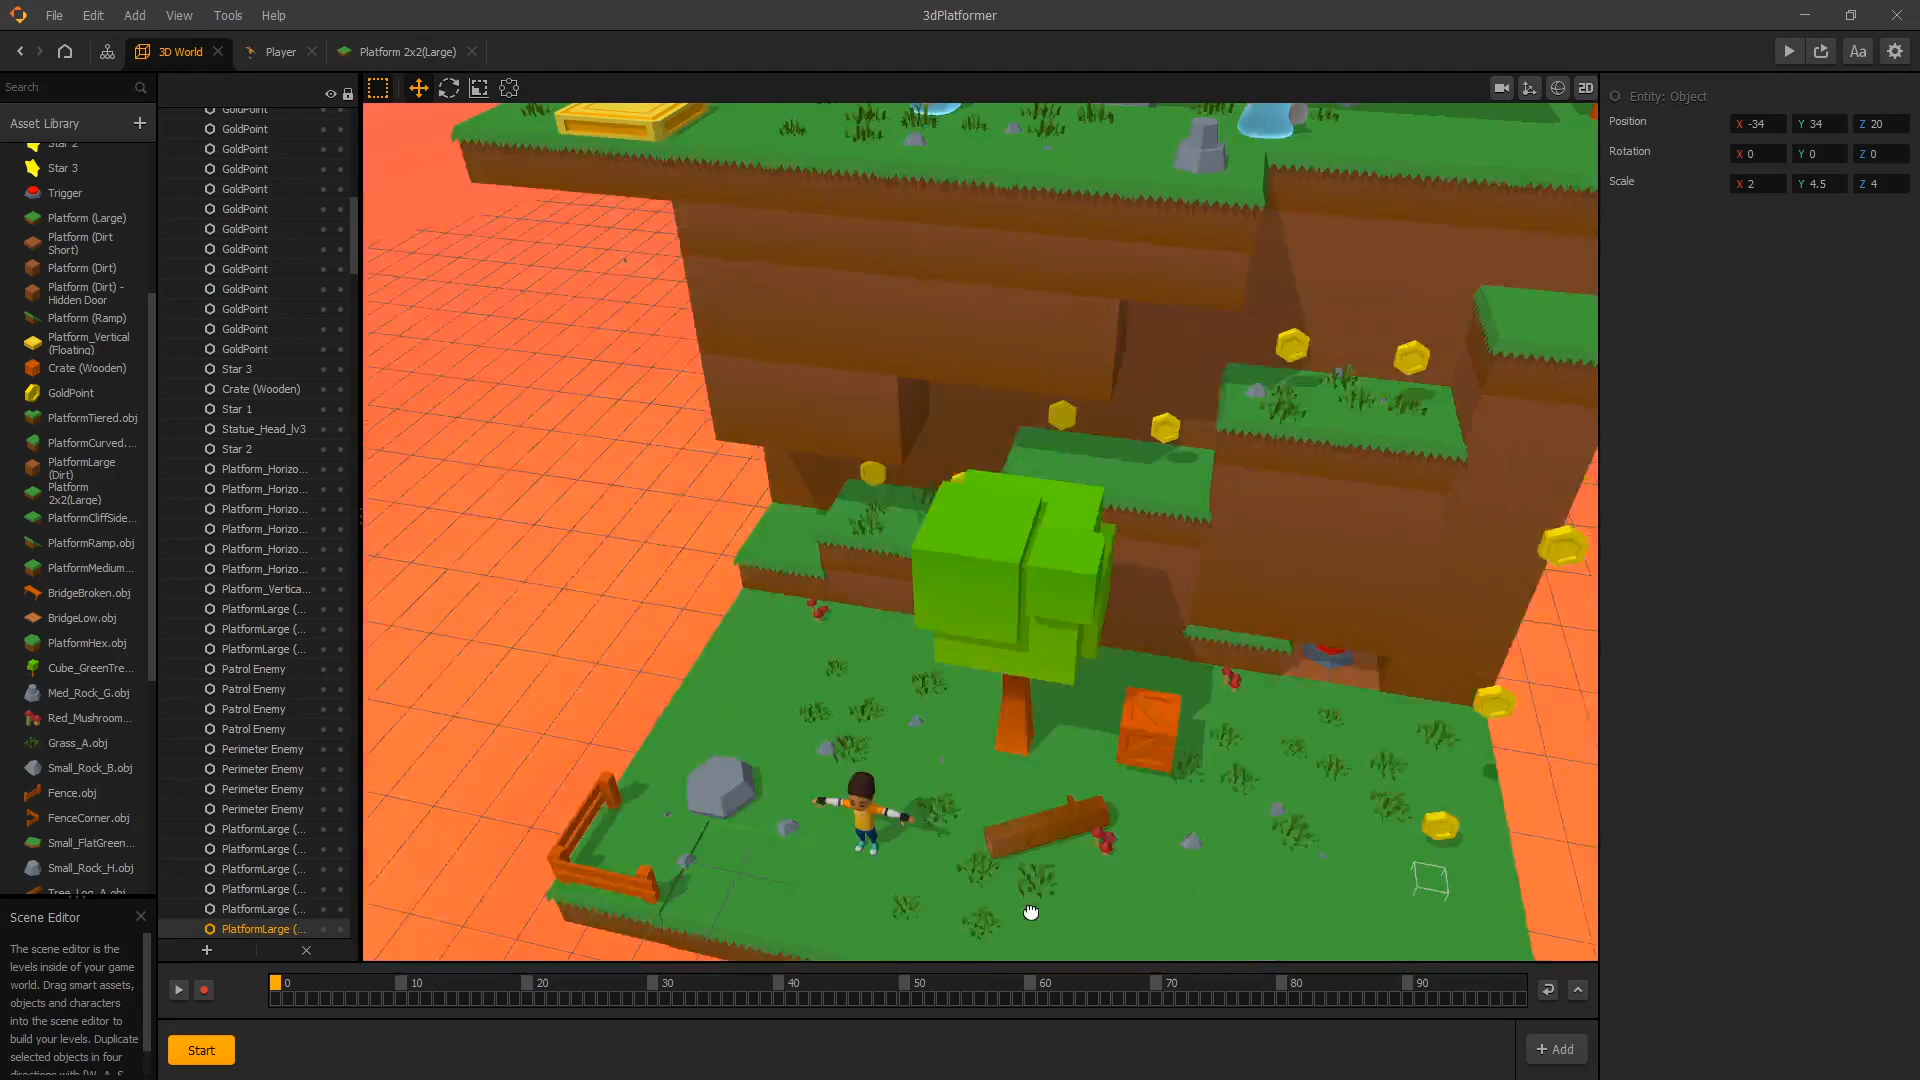 File Edit View Tools Help
3dPlatformer
3D World
Player
Platform 2x2(Large)
Aa
Search
Asset Library
Star 2
Star 3
Trigger
Platform (Large)
Platform (Dirt
Short)
Platform (Dirt)
Platform (Dirt) -
Hidden Door
Platform (Ramp)
Platform_Vertical
(Floating)
Crate (Wooden)
GoldPoint
PlatformTiered.obj
PlatformCurved....
PlatformLarge
(Dirt)
Platform
2x2(Large)
PlatformCliffSide...
PlatformRamp.obj
PlatformMedium...
BridgeBroken.obj
BridgeLow.obj
PlatformHex.obj
Cube_GreenTre...
Med_Rock_G.obj
Red_Mushroom...
Grass_A.obj
Small_Rock_B.obj
Fence.obj
FenceCorner.obj
Small_FlatGreen...
Small_Rock_H.obj
Tree_Log_A.obj
Scene Editor
The scene editor is the
levels inside of your game
world. Drag smart assets,
objects and characters
into the scene editor to
build your levels. Duplicate
selected objects in four
directions with [W, A, S,
GoldPoint
GoldPoint
GoldPoint
GoldPoint
GoldPoint
GoldPoint
GoldPoint
GoldPoint
GoldPoint
GoldPoint
GoldPoint
GoldPoint
GoldPoint
Star 3
Crate (Wooden)
Star 1
Statue_Head_lv3
Star 2
Platform_Horizo...
Platform_Horizo...
Platform_Horizo...
Platform_Horizo...
Platform_Horizo...
Platform_Horizo...
Platform_Vertica...
PlatformLarge (...
PlatformLarge (...
PlatformLarge (...
Patrol Enemy
Patrol Enemy
Patrol Enemy
Patrol Enemy
Perimeter Enemy
Perimeter Enemy
Perimeter Enemy
Perimeter Enemy
PlatformLarge (...
PlatformLarge (...
PlatformLarge (...
PlatformLarge (...
PlatformLarge (...
PlatformLarge (...
2D
Entity: Object
Position X -34 Y 34 Z 20
Rotation X 0 Y 0 Z 0
Scale X 2 Y 4.5 Z 4
0 10 20 30 40 50 60 70 80 90
Start
+ Add